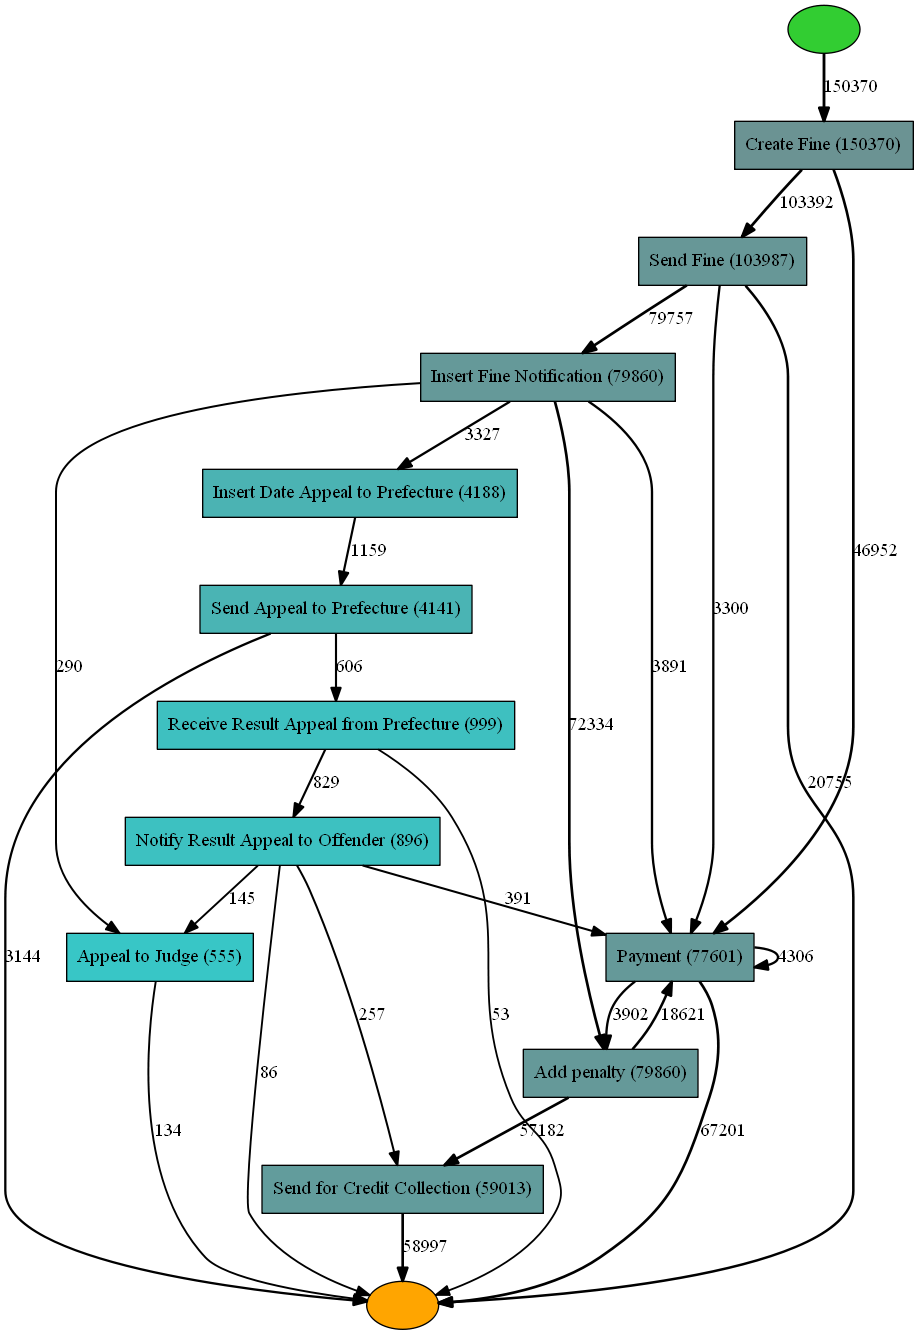 150370
Create Fine (150370)
103392
Send Fine (103987)
79757
Insert Fine Notification (79860)
3327
Insert Date Appeal to Prefecture (4188)
1159
46952
Send Appeal to Prefecture (4141)
3300
290
606
3891
Receive Result Appeal from Prefecture (999)
72334
829
20755
Notify Result Appeal to Offender (896)
145
391
3144
Appeal to Judge (555)
Payment (77601)
4306
257
53
3902
18621
86
Add penalty (79860)
134
57182
67201
Send for Credit Collection (59013)
58997